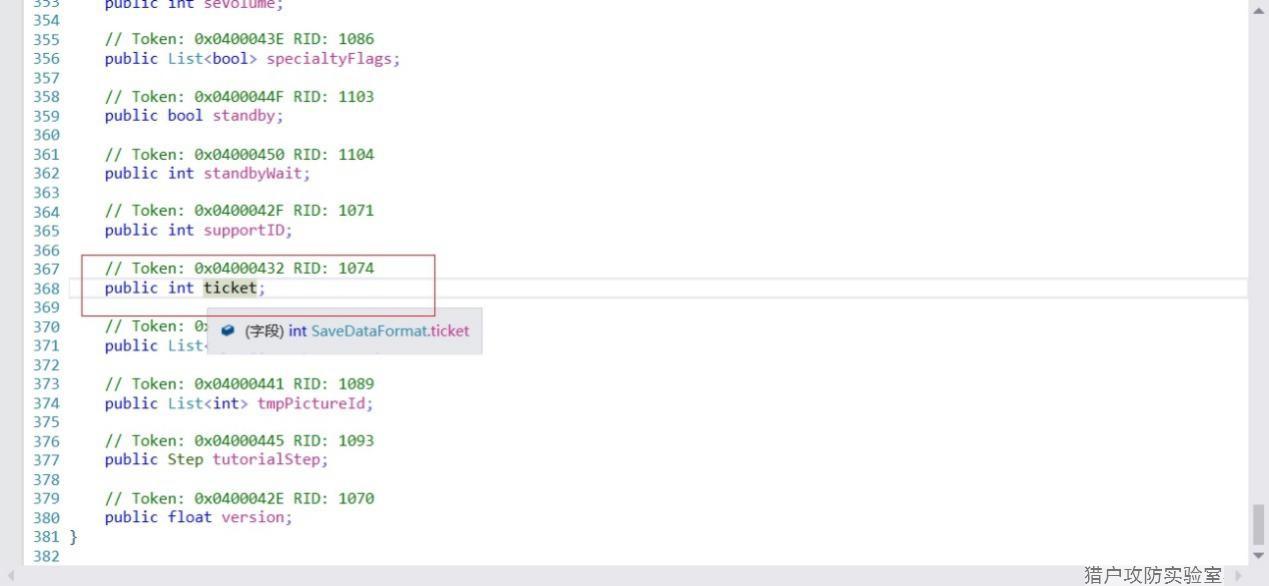 353 public int seVolume;
354
355 // Token: 0x0400043E RID: 1086
356 public List<bool> specialtyFlags;
357
358 // Token: 0x0400044F RID: 1103
359 public bool standby;
360
361 // Token: 0x04000450 RID: 1104
362 public int standbyWait;
363
364 // Token: 0x0400042F RID: 1071
365 public int supportID;
366
367 // Token: 0x04000432 RID: 1074
368 public int ticket;
369
370 // Token: 0x
(字段) int SaveDataFormat.ticket
371 public List<
372
373 // Token: 0x04000441 RID: 1089
374 public List<int> tmpPictureId;
375
376 // Token: 0x04000445 RID: 1093
377 public Step tutorialStep;
378
379 // Token: 0x0400042E RID: 1070
380 public float version;
381 }
382
猎户攻防实验室